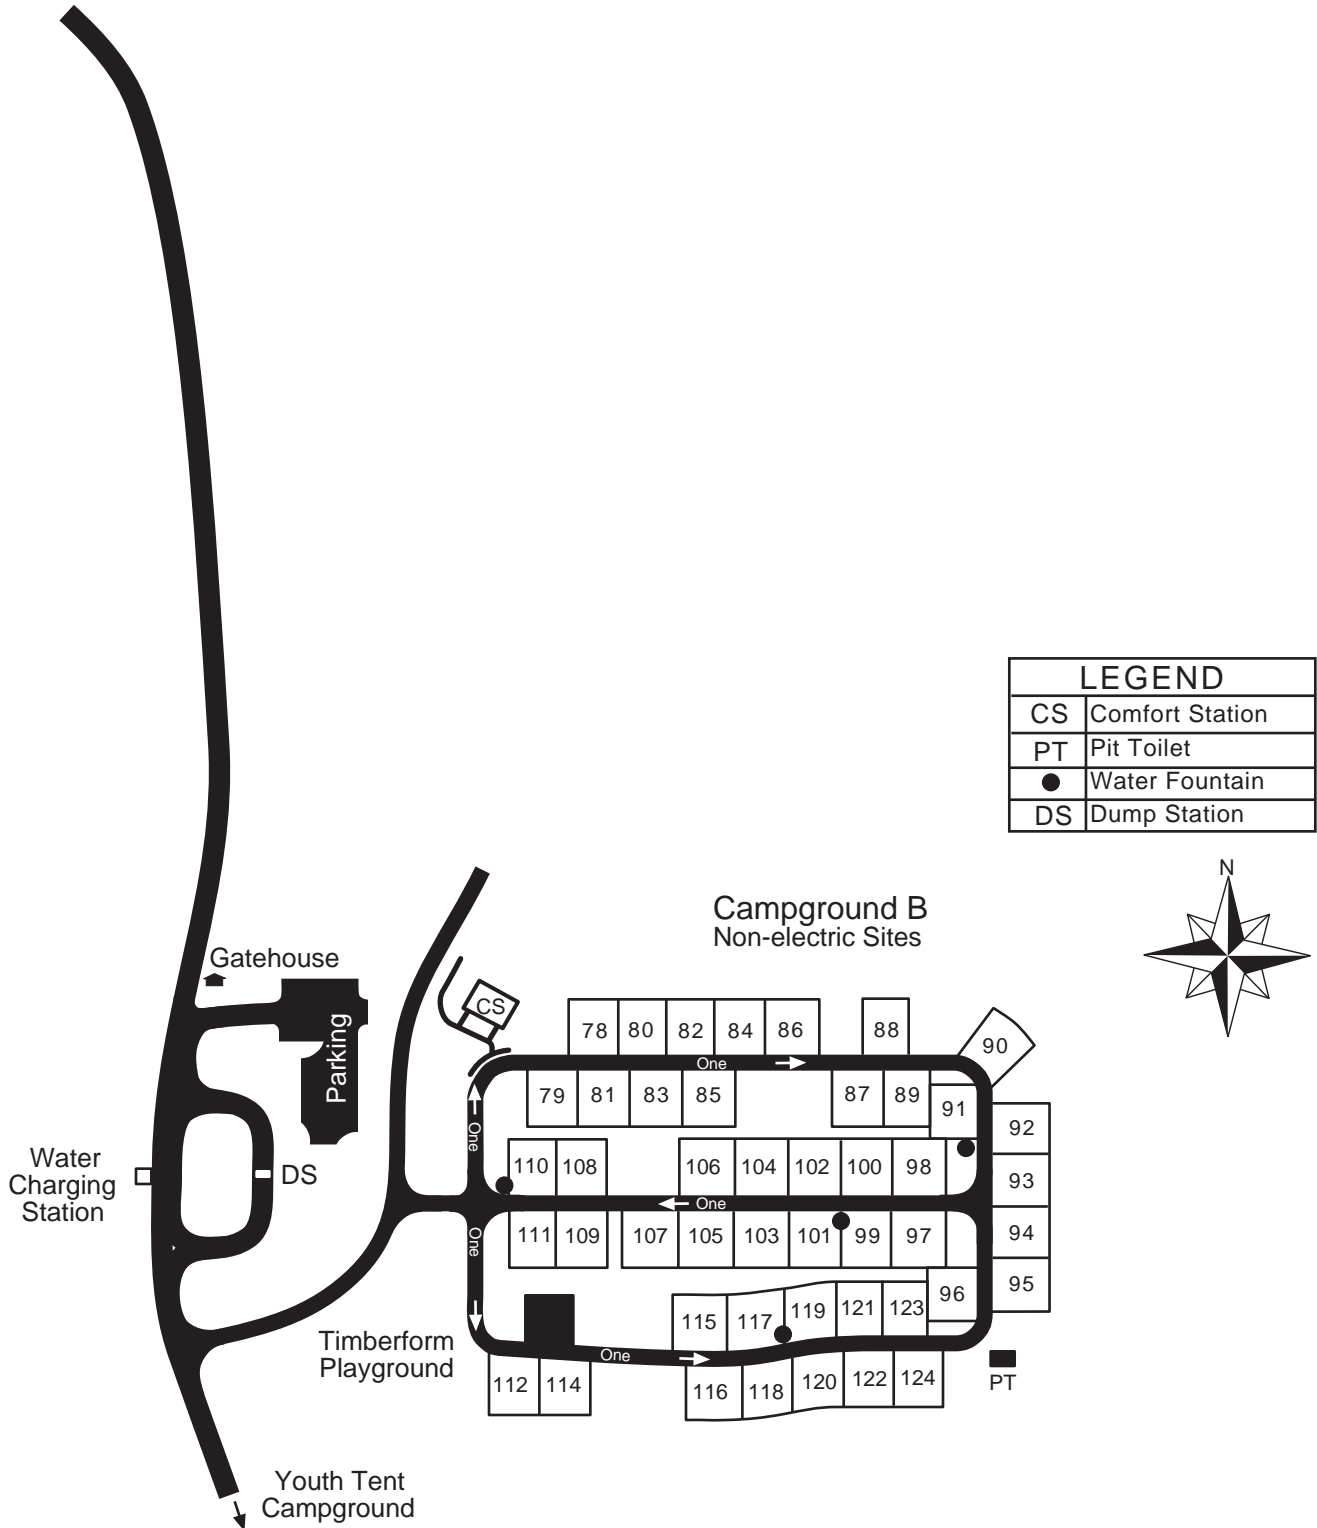 LEGEND
CS Comfort Station
PT Pit Toilet
Water Fountain
DS Dump Station
N
Campground B
Non-electric Sites
Gatehouse
Parking
CS
78 80 82 84 86 88 90
One
79 81 83 85 87 89 91
92
Water
Charging
Station
DS
One
110 108 106 104 102 100 98
93
One
One
111 109 107 105 103 101 99 97
94
95
96
115 117 119 121 123
Timberform
Playground
One
112 114 116 118 120 122 124
PT
Youth Tent
Campground